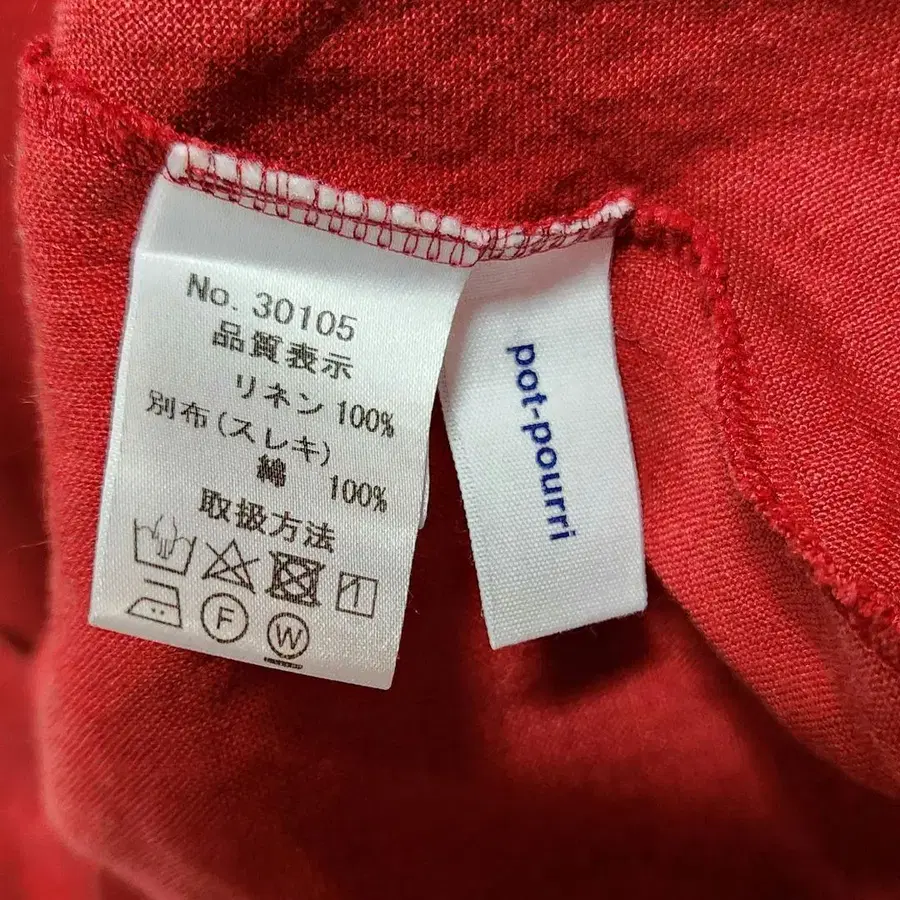 No. 30105
品質表示
リネン 100%
別布(スレキ)
綿 100%
取扱方法
F
W
pot-pourri